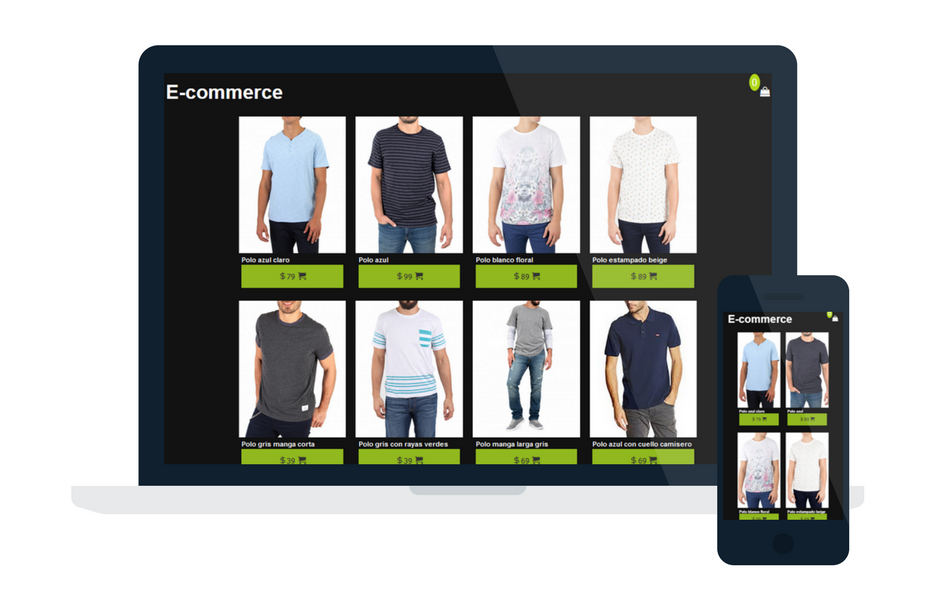 E-commerce
0
Polo azul claro
Polo azul
Polo blanco floral
Polo estampado beige
$ 79
$ 99
$ 89
$ 89
Polo gris manga corta
Polo gris con rayas verdes
Polo manga larga gris
Polo azul con cuello camisero
$ 39
$ 39
$ 69
$ 69
E-commerce
Polo azul claro
Polo azul
$ 79
Polo blanco floral
Polo estampado beige